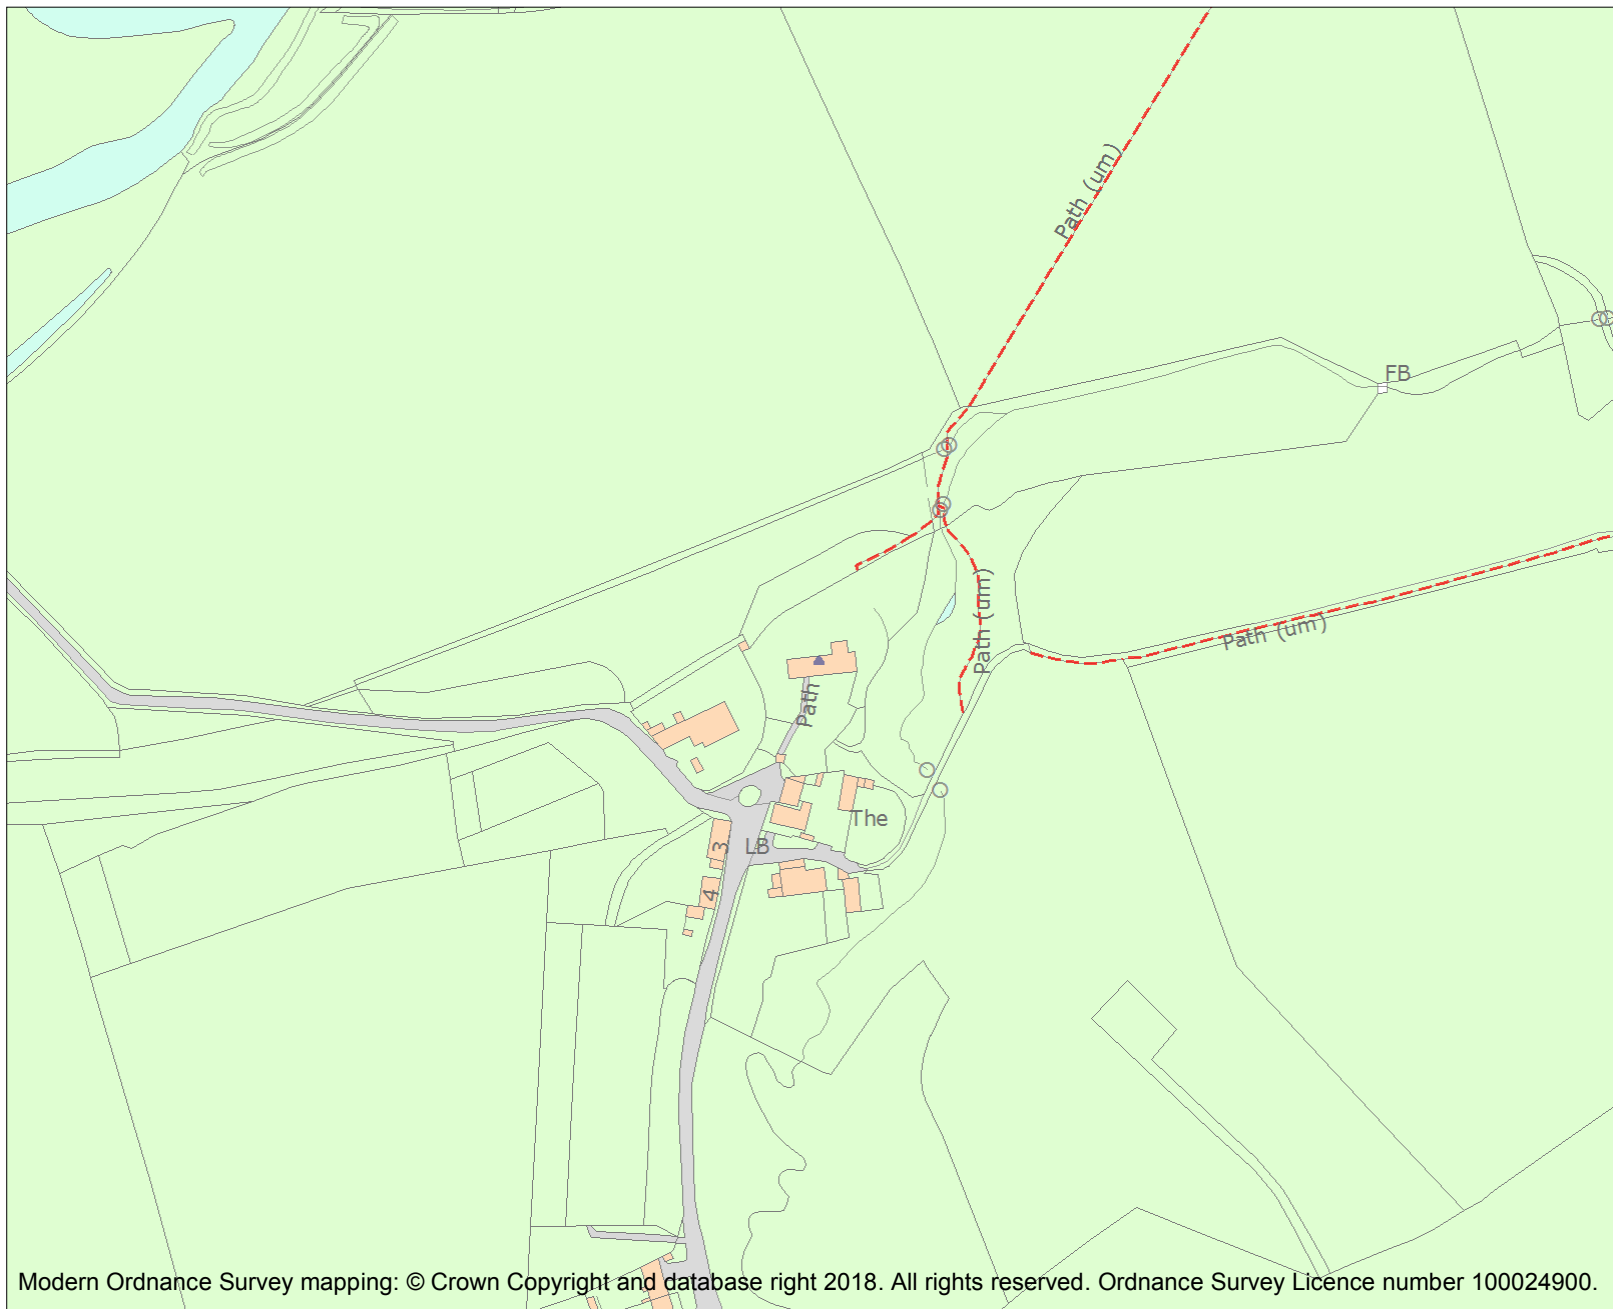 Path (um)
FB
Path (um)
Path (um)
Path
The
3
LB
4
Modern Ordnance Survey mapping: © Crown Copyright and database right 2018. All rights reserved. Ordnance Survey Licence number 100024900.